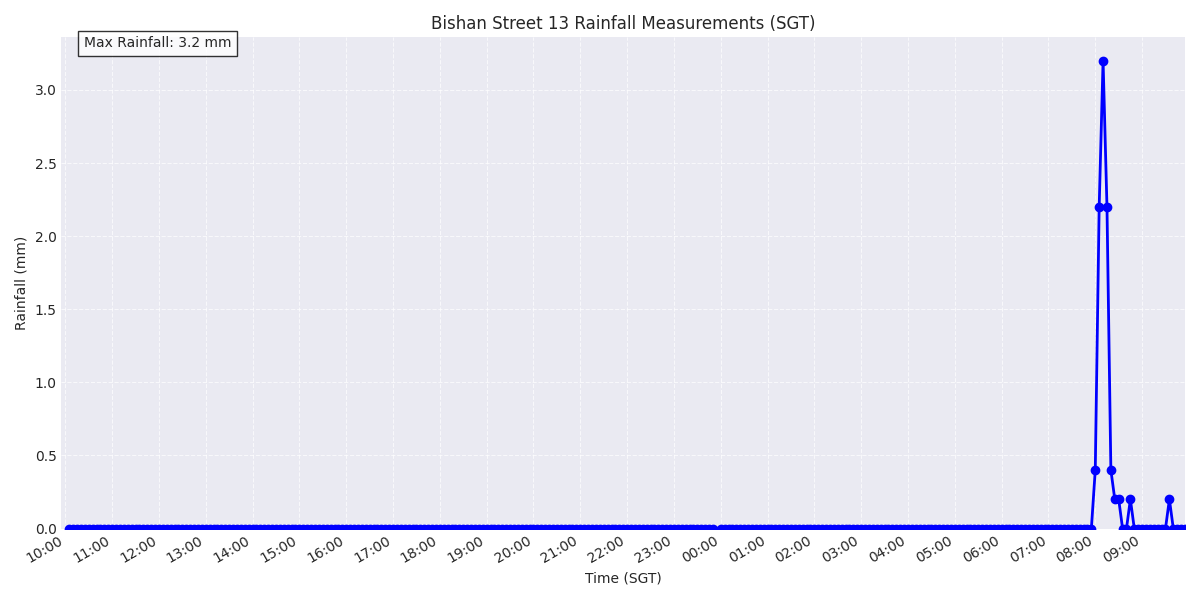 Bishan Street 13 Rainfall Measurements (SGT)
Max Rainfall: 3.2 mm
Rainfall (mm)
3.0
2.5
2.0
1.5
1.0
0.5
0.0
10:00 11:00 12:00 13:00 14:00 15:00 16:00 17:00 18:00 19:00 20:00 21:00 22:00 23:00 00:00 01:00 02:00 03:00 04:00 05:00 06:00 07:00 08:00 09:00
Time (SGT)